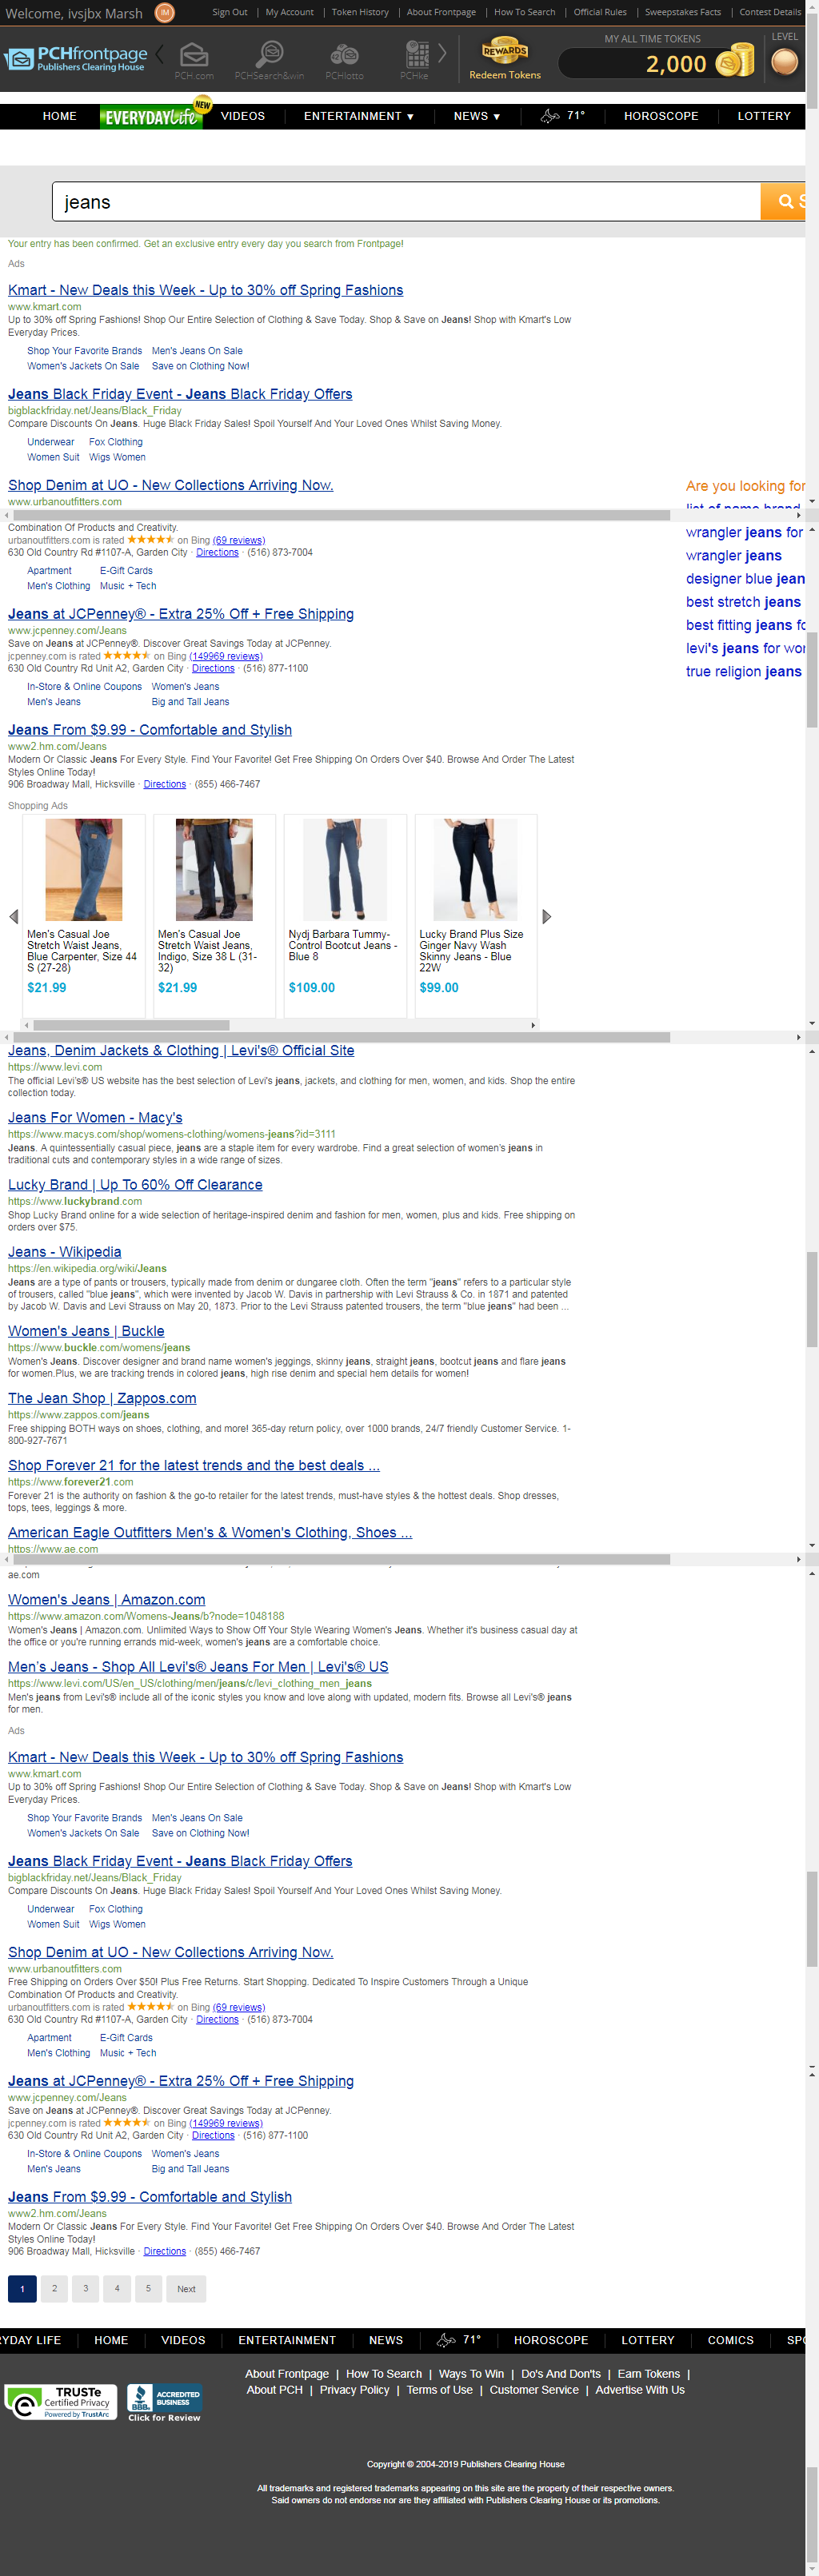 Welcome, ivsjbx Marsh IM Sign Out | My Account | Token History | About Frontpage | How To Search | Official Rules | Sweepstakes Facts | Contest Details
PCHfrontpage
Publishers Clearing House
PCH.com PCHSearch&win PCHlotto PCHke
REWARDS
Redeem Tokens
MY ALL TIME TOKENS
2,000
LEVEL
HOME EVERYDAY Life NEW VIDEOS ENTERTAINMENT ▼ NEWS ▼ 71° HOROSCOPE LOTTERY
jeans
Your entry has been confirmed. Get an exclusive entry every day you search from Frontpage!
Ads
Kmart - New Deals this Week - Up to 30% off Spring Fashions
www.kmart.com
Up to 30% off Spring Fashions! Shop Our Entire Selection of Clothing & Save Today. Shop & Save on Jeans! Shop with Kmart's Low
Everyday Prices.
Shop Your Favorite Brands Men's Jeans On Sale
Women's Jackets On Sale Save on Clothing Now!
Jeans Black Friday Event - Jeans Black Friday Offers
bigblackfriday.net/Jeans/Black_Friday
Compare Discounts On Jeans. Huge Black Friday Sales! Spoil Yourself And Your Loved Ones Whilst Saving Money.
Underwear Fox Clothing
Women Suit Wigs Women
Shop Denim at UO - New Collections Arriving Now.
www.urbanoutfitters.com
Are you looking for
list of name brand
Combination Of Products and Creativity.
urbanoutfitters.com is rated ★★★★★ on Bing (69 reviews)
630 Old Country Rd #1107-A, Garden City · Directions · (516) 873-7004
Apartment E-Gift Cards
Men's Clothing Music + Tech
wrangler jeans for
wrangler jeans
designer blue jean
best stretch jeans
best fitting jeans fo
levi's jeans for wor
true religion jeans
Jeans at JCPenney® - Extra 25% Off + Free Shipping
www.jcpenney.com/Jeans
Save on Jeans at JCPenney®. Discover Great Savings Today at JCPenney.
jcpenney.com is rated ★★★★★ on Bing (149969 reviews)
630 Old Country Rd Unit A2, Garden City · Directions · (516) 877-1100
In-Store & Online Coupons Women's Jeans
Men's Jeans Big and Tall Jeans
Jeans From $9.99 - Comfortable and Stylish
www2.hm.com/Jeans
Modern Or Classic Jeans For Every Style. Find Your Favorite! Get Free Shipping On Orders Over $40. Browse And Order The Latest
Styles Online Today!
906 Broadway Mall, Hicksville · Directions · (855) 466-7467
Shopping Ads
Men's Casual Joe
Stretch Waist Jeans,
Blue Carpenter, Size 44
S (27-28)
$21.99
Men's Casual Joe
Stretch Waist Jeans,
Indigo, Size 38 L (31-
32)
$21.99
Nydj Barbara Tummy-
Control Bootcut Jeans -
Blue 8
$109.00
Lucky Brand Plus Size
Ginger Navy Wash
Skinny Jeans - Blue
22W
$99.00
Jeans, Denim Jackets & Clothing | Levi's® Official Site
https://www.levi.com
The official Levi's® US website has the best selection of Levi's jeans, jackets, and clothing for men, women, and kids. Shop the entire
collection today.
Jeans For Women - Macy's
https://www.macys.com/shop/womens-clothing/womens-jeans?id=3111
Jeans. A quintessentially casual piece, jeans are a staple item for every wardrobe. Find a great selection of women's jeans in
traditional cuts and contemporary styles in a wide range of sizes.
Lucky Brand | Up To 60% Off Clearance
https://www.luckybrand.com
Shop Lucky Brand online for a wide selection of heritage-inspired denim and fashion for men, women, plus and kids. Free shipping on
orders over $75.
Jeans - Wikipedia
https://en.wikipedia.org/wiki/Jeans
Jeans are a type of pants or trousers, typically made from denim or dungaree cloth. Often the term "jeans" refers to a particular style
of trousers, called "blue jeans", which were invented by Jacob W. Davis in partnership with Levi Strauss & Co. in 1871 and patented
by Jacob W. Davis and Levi Strauss on May 20, 1873. Prior to the Levi Strauss patented trousers, the term "blue jeans" had been ...
Women's Jeans | Buckle
https://www.buckle.com/womens/jeans
Women's Jeans. Discover designer and brand name women's jeggings, skinny jeans, straight jeans, bootcut jeans and flare jeans
for women.Plus, we are tracking trends in colored jeans, high rise denim and special hem details for women!
The Jean Shop | Zappos.com
https://www.zappos.com/jeans
Free shipping BOTH ways on shoes, clothing, and more! 365-day return policy, over 1000 brands, 24/7 friendly Customer Service. 1-
800-927-7671
Shop Forever 21 for the latest trends and the best deals ...
https://www.forever21.com
Forever 21 is the authority on fashion & the go-to retailer for the latest trends, must-have styles & the hottest deals. Shop dresses,
tops, tees, leggings & more.
American Eagle Outfitters Men's & Women's Clothing, Shoes ...
https://www.ae.com
ae.com
Women's Jeans | Amazon.com
https://www.amazon.com/Womens-Jeans/b?node=1048188
Women's Jeans | Amazon.com. Unlimited Ways to Show Off Your Style Wearing Women's Jeans. Whether it's business casual day at
the office or you're running errands mid-week, women's jeans are a comfortable choice.
Men's Jeans - Shop All Levi's® Jeans For Men | Levi's® US
https://www.levi.com/US/en_US/clothing/men/jeans/c/levi_clothing_men_jeans
Men's jeans from Levi's® include all of the iconic styles you know and love along with updated, modern fits. Browse all Levi's® jeans
for men.
Ads
Kmart - New Deals this Week - Up to 30% off Spring Fashions
www.kmart.com
Up to 30% off Spring Fashions! Shop Our Entire Selection of Clothing & Save Today. Shop & Save on Jeans! Shop with Kmart's Low
Everyday Prices.
Shop Your Favorite Brands Men's Jeans On Sale
Women's Jackets On Sale Save on Clothing Now!
Jeans Black Friday Event - Jeans Black Friday Offers
bigblackfriday.net/Jeans/Black_Friday
Compare Discounts On Jeans. Huge Black Friday Sales! Spoil Yourself And Your Loved Ones Whilst Saving Money.
Underwear Fox Clothing
Women Suit Wigs Women
Shop Denim at UO - New Collections Arriving Now.
www.urbanoutfitters.com
Free Shipping on Orders Over $50! Plus Free Returns. Start Shopping. Dedicated To Inspire Customers Through a Unique
Combination Of Products and Creativity.
urbanoutfitters.com is rated ★★★★★ on Bing (69 reviews)
630 Old Country Rd #1107-A, Garden City · Directions · (516) 873-7004
Apartment E-Gift Cards
Men's Clothing Music + Tech
Jeans at JCPenney® - Extra 25% Off + Free Shipping
www.jcpenney.com/Jeans
Save on Jeans at JCPenney®. Discover Great Savings Today at JCPenney.
jcpenney.com is rated ★★★★★ on Bing (149969 reviews)
630 Old Country Rd Unit A2, Garden City · Directions · (516) 877-1100
In-Store & Online Coupons Women's Jeans
Men's Jeans Big and Tall Jeans
Jeans From $9.99 - Comfortable and Stylish
www2.hm.com/Jeans
Modern Or Classic Jeans For Every Style. Find Your Favorite! Get Free Shipping On Orders Over $40. Browse And Order The Latest
Styles Online Today!
906 Broadway Mall, Hicksville · Directions · (855) 466-7467
1 2 3 4 5 Next
YDAY LIFE HOME VIDEOS ENTERTAINMENT NEWS 71° HOROSCOPE LOTTERY COMICS SPO
About Frontpage | How To Search | Ways To Win | Do's And Don'ts | Earn Tokens |
About PCH | Privacy Policy | Terms of Use | Customer Service | Advertise With Us
TRUSTe
Certified Privacy
Powered by TrustArc
BBB ACCREDITED BUSINESS
Click for Review
Copyright © 2004-2019 Publishers Clearing House
All trademarks and registered trademarks appearing on this site are the property of their respective owners.
Said owners do not endorse nor are they affiliated with Publishers Clearing House or its promotions.